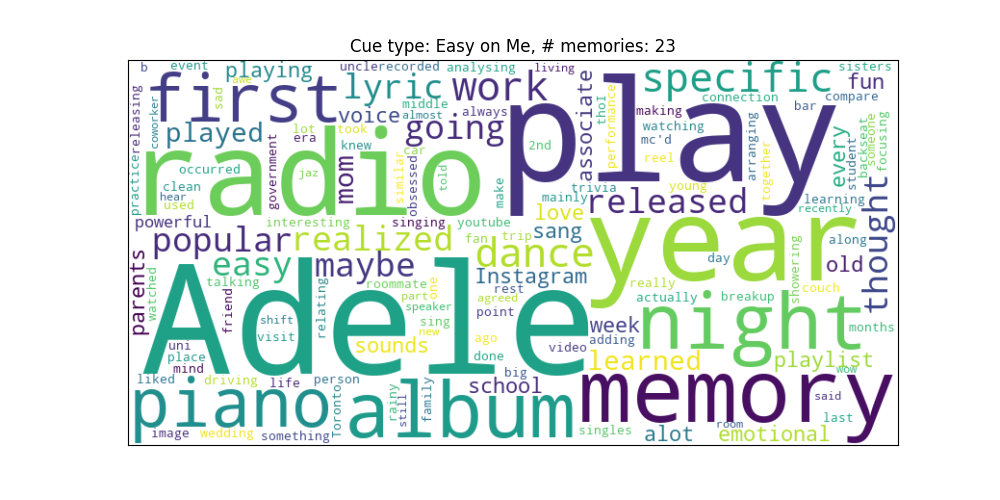 Cue type: Easy on Me, # memories: 23
b event playing uncle recorded analysing living specific sisters
first awe sad lyric work fun
releasing coworker middle almost always connection bar compare
played voice going associate thol performance making mc'd watching arranging together every student backseat someone focusing
practice radio lot era took knew car play
occurred jaz government mom similar obsessed told 2nd
clean hear used make trivia mainly young released learning recently thought
powerful interesting singing youtube love year
popular realized fan trip sang along
easy maybe dance day old showering
parents watched talking roommate Instagram really couch
Adele friend relating part one speaker rest agreed actually breakup
shift sing new point week night months
visit ago adding
uni sounds done video learned playlist
place mind big wow
liked driving life person school memory said
piano rainy still family album last
Toronto room
image wedding something singles alot emotional